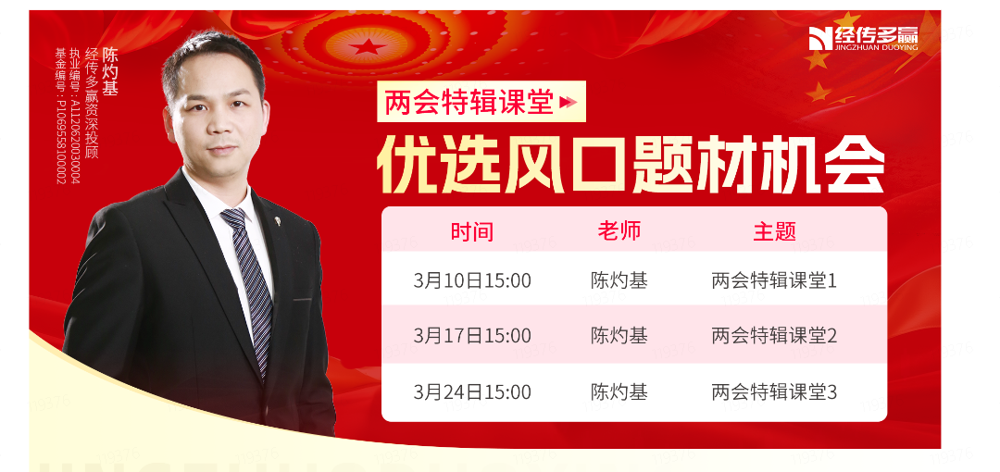 陈灼基
经传多赢资深投顾
执业编号：A1120620030004
基金编号：P1069558100002
经传多赢
JINGZHUAN DUOYING
两会特辑课堂
优选风口题材机会
时间 老师 主题
3月10日15:00 陈灼基 两会特辑课堂1
3月17日15:00 陈灼基 两会特辑课堂2
3月24日15:00 陈灼基 两会特辑课堂3